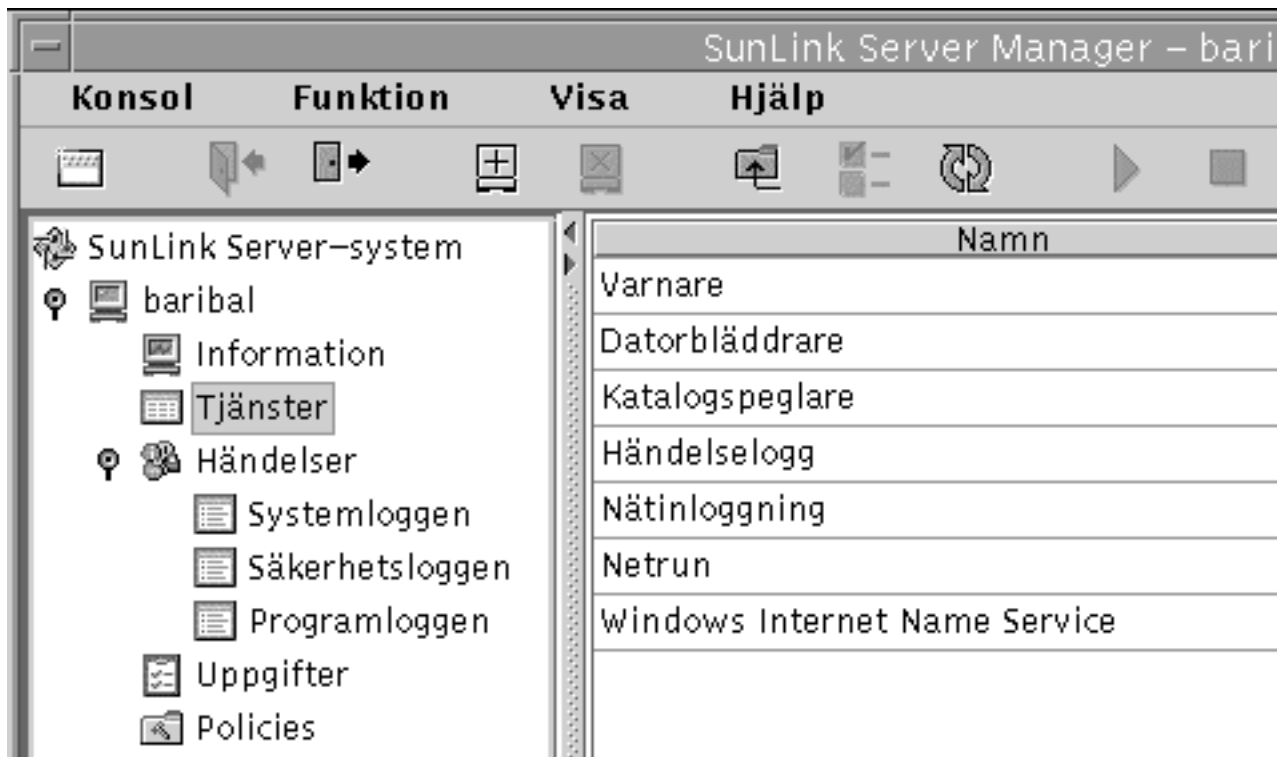 SunLink Server Manager – bari
Konsol Funktion Visa Hjälp
SunLink Server–system
baribal
Information
Tjänster
Händelser
Systemloggen
Säkerhetsloggen
Programloggen
Uppgifter
Policies
Namn
Varnare
Datorbläddrare
Katalogspeglare
Händelselogg
Nätinloggning
Netrun
Windows Internet Name Service